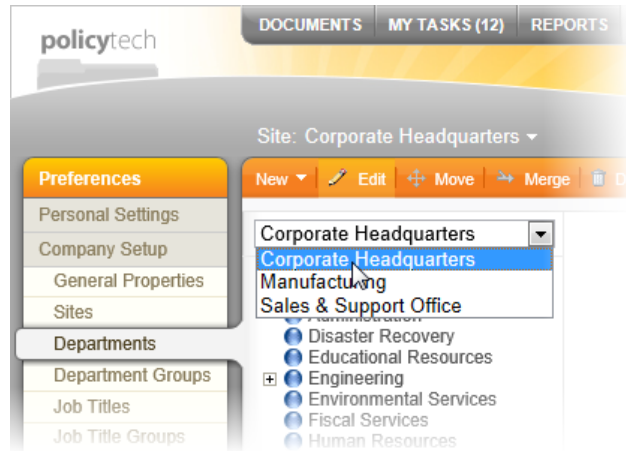 policytech
DOCUMENTS MY TASKS (12) REPORTS
Site: Corporate Headquarters
Preferences
New Edit Move Merge D
Personal Settings
Company Setup
General Properties
Sites
Departments
Department Groups
Job Titles
Job Title Groups
Corporate Headquarters
Corporate Headquarters
Manufacturing
Sales & Support Office
Administration
Disaster Recovery
Educational Resources
Engineering
Environmental Services
Fiscal Services
Human Resources